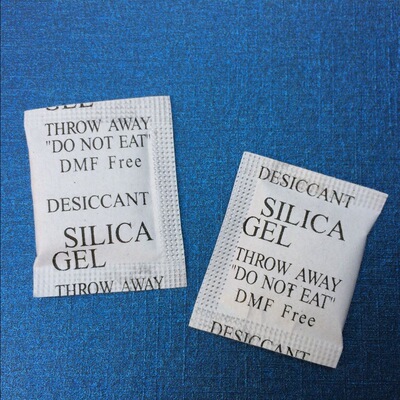 GEL
THROW AWAY
"DO NOT EAT"
DMF Free
DESICCANT
SILICA
GEL
THROW AWAY
DESICCANT
SILICA
GEL
THROW AWAY
"DO NOT EAT"
DMF Free
DESICCANT